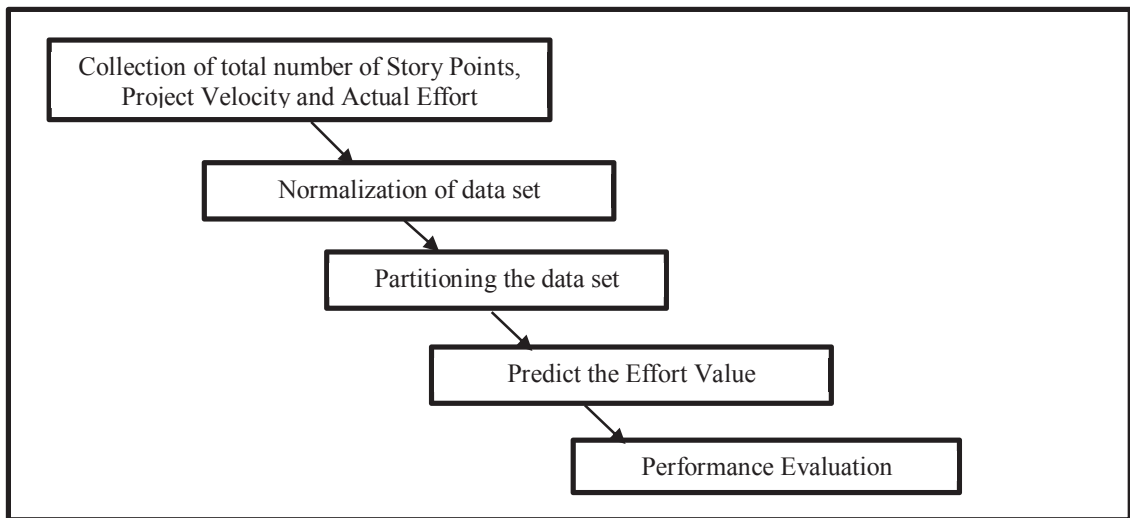 Collection of total number of Story Points,
Project Velocity and Actual Effort
Normalization of data set
Partitioning the data set
Predict the Effort Value
Performance Evaluation